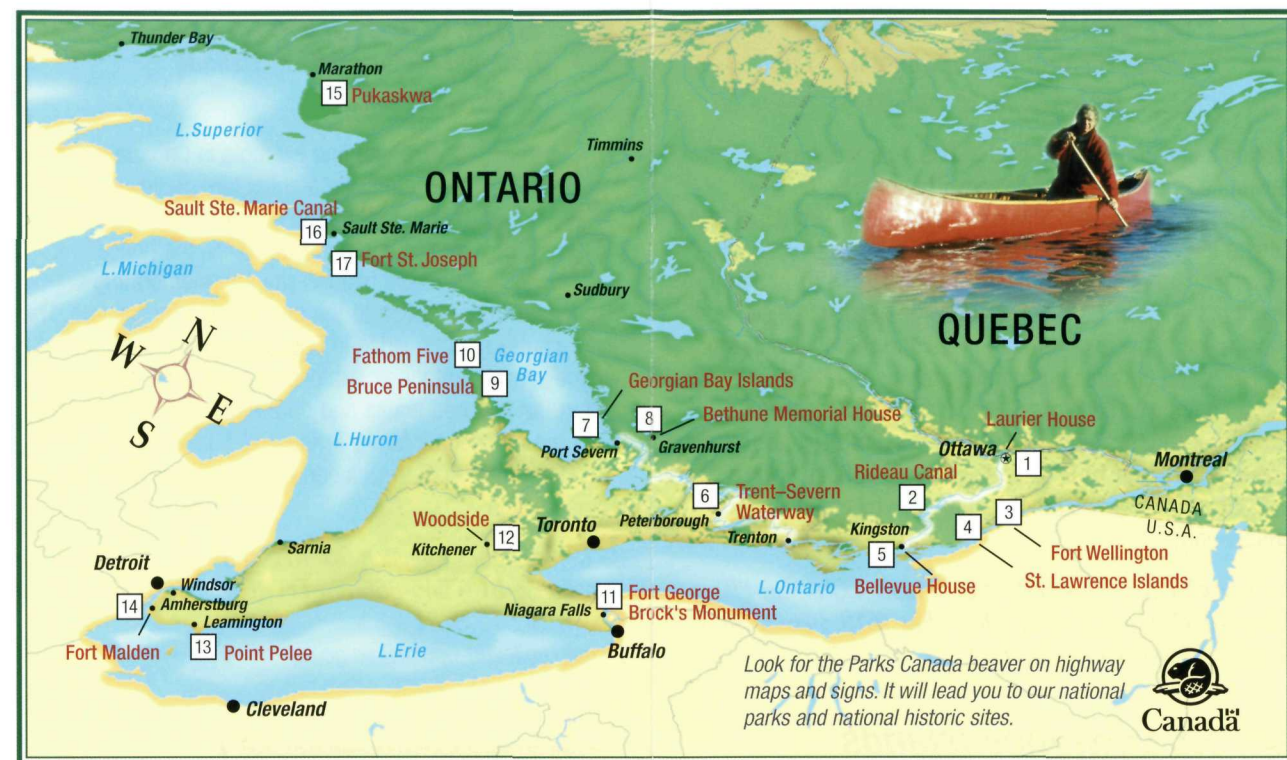 Thunder Bay
Marathon
15 Pukaskwa
L.Superior
Timmins
ONTARIO
Sault Ste. Marie Canal
16 Sault Ste. Marie
17 Fort St. Joseph
L.Michigan
Sudbury
QUEBEC
N
W
E
S
Fathom Five 10
Georgian
Bay
Bruce Peninsula 9
Georgian Bay Islands
7
8
Bethune Memorial House
Laurier House
L.Huron
Port Severn
Gravenhurst
Ottawa
1
Montreal
Rideau Canal
2
6
Trent–Severn
Waterway
CANADA
U.S.A.
3
4
Woodside
12
Kitchener
Toronto
Peterborough
Trenton
Kingston
5
Fort Wellington
St. Lawrence Islands
Bellevue House
Sarnia
Detroit
Windsor
14
Amherstburg
Leamington
L.Ontario
11 Fort George
Brock's Monument
Niagara Falls
Fort Malden
13 Point Pelee
L.Erie
Buffalo
Cleveland
Look for the Parks Canada beaver on highway
maps and signs. It will lead you to our national
parks and national historic sites.
Canada